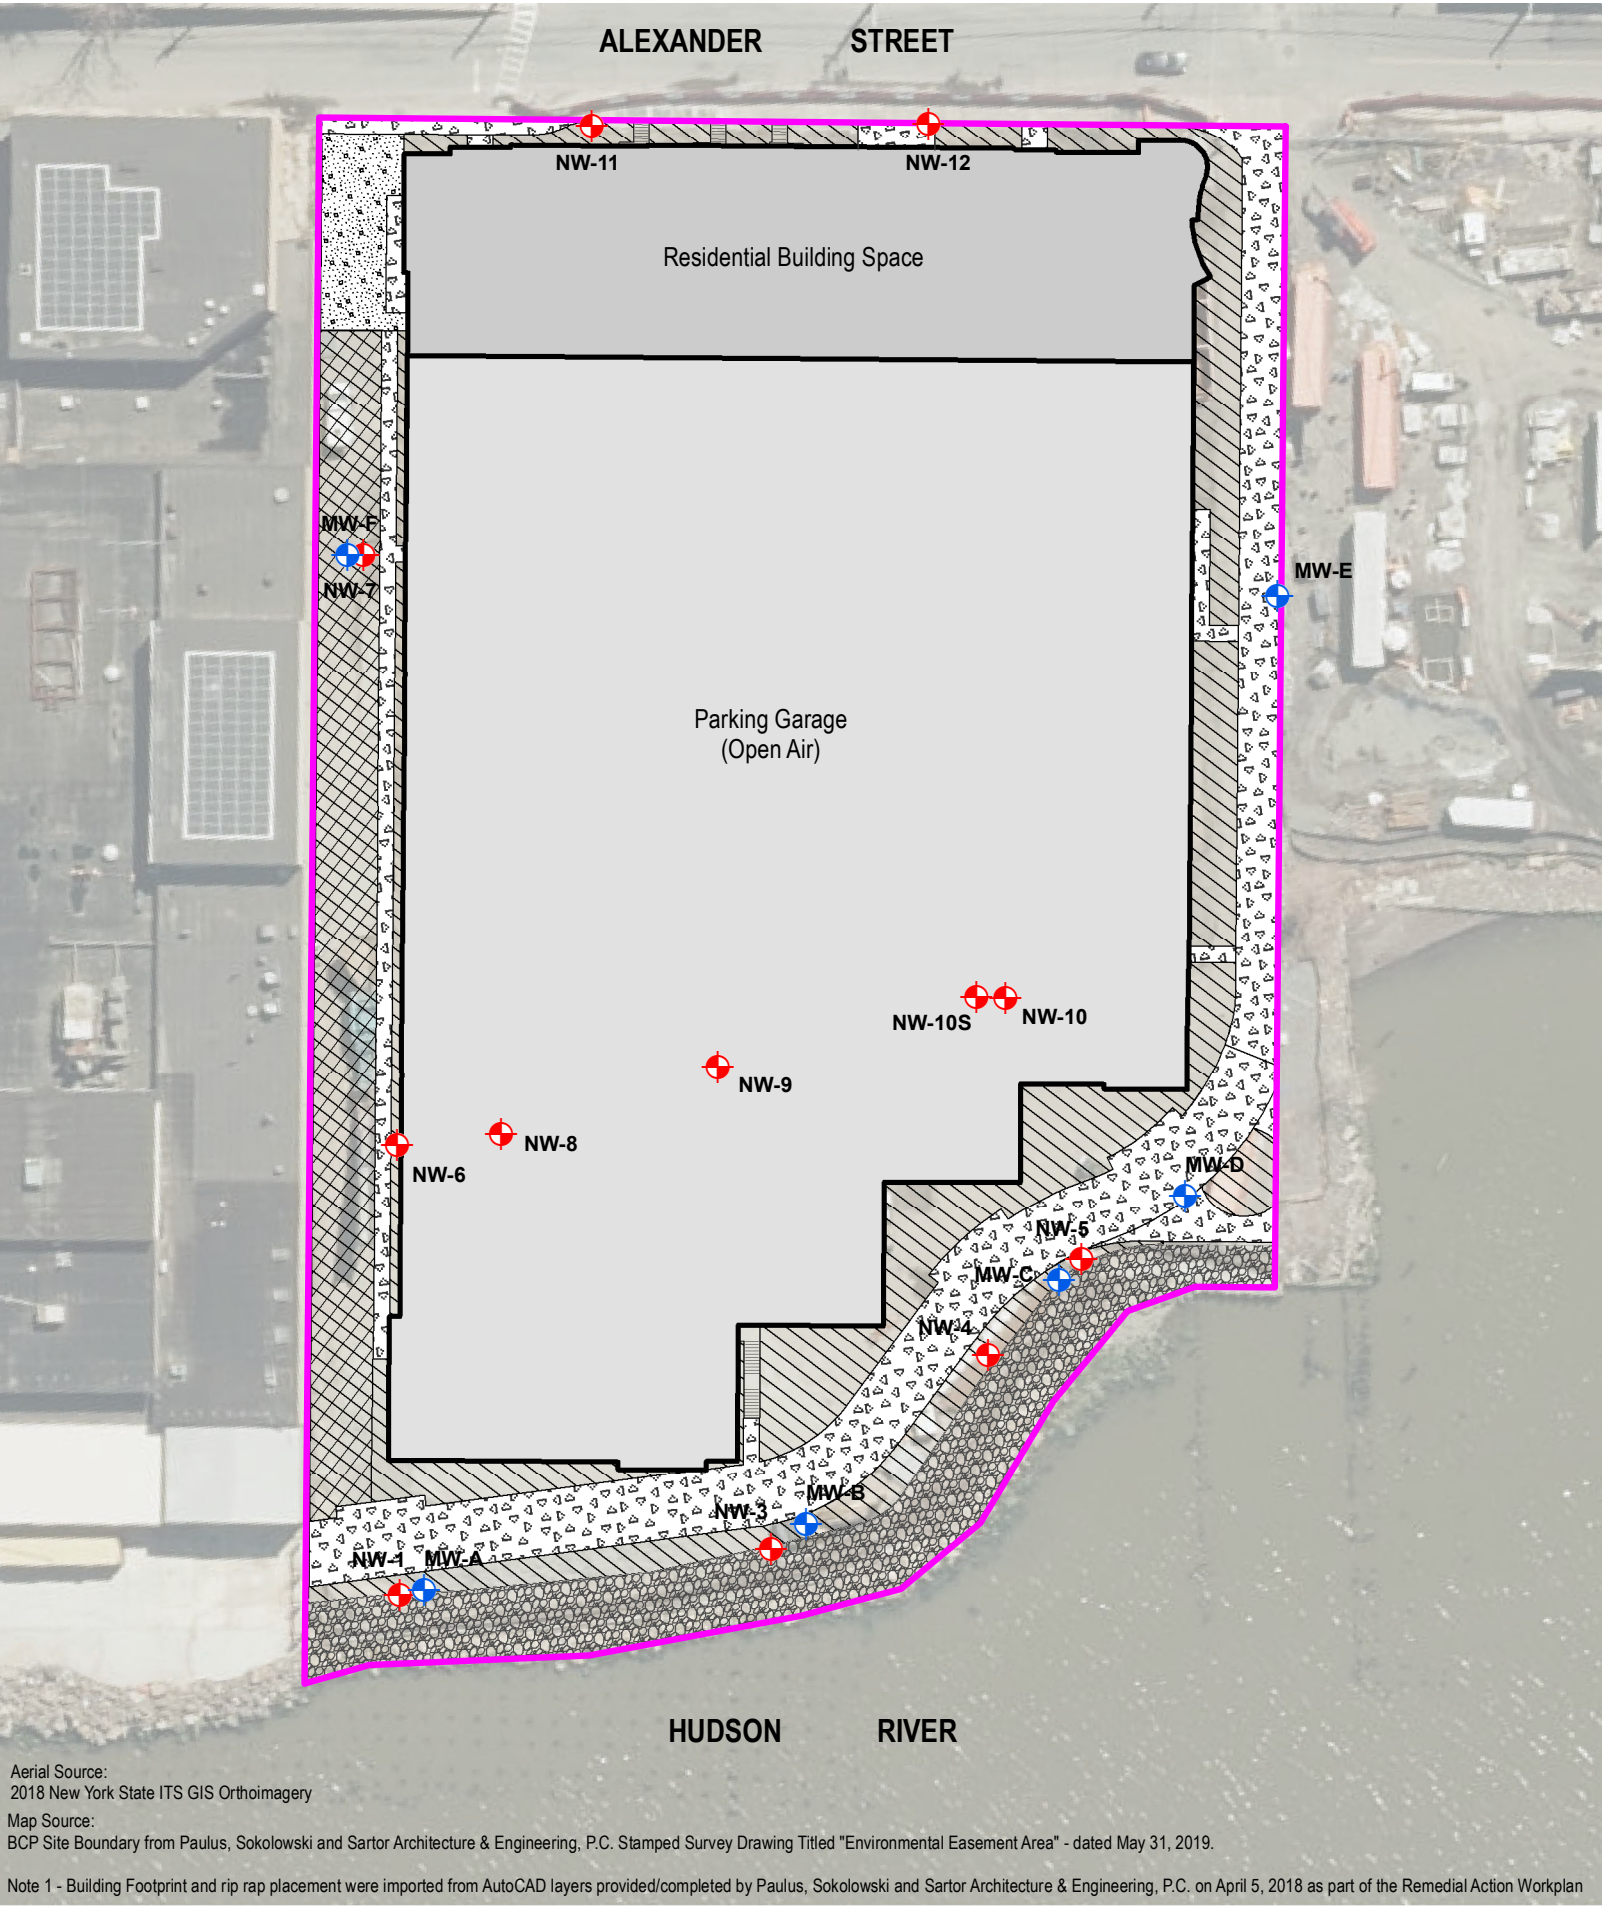 ALEXANDER STREET
NW-11
NW-12
Residential Building Space
MW-F
NW-7
MW-E
Parking Garage
(Open Air)
NW-10S
NW-10
NW-9
NW-8
NW-6
MW-D
NW-5
MW-C
NW-4
MW-B
NW-3
NW-1
MW-A
HUDSON RIVER
Aerial Source:
2018 New York State ITS GIS Orthoimagery
Map Source:
BCP Site Boundary from Paulus, Sokolowski and Sartor Architecture & Engineering, P.C. Stamped Survey Drawing Titled "Environmental Easement Area" - dated May 31, 2019.
Note 1 - Building Footprint and rip rap placement were imported from AutoCAD layers provided/completed by Paulus, Sokolowski and Sartor Architecture & Engineering, P.C. on April 5, 2018 as part of the Remedial Action Workplan